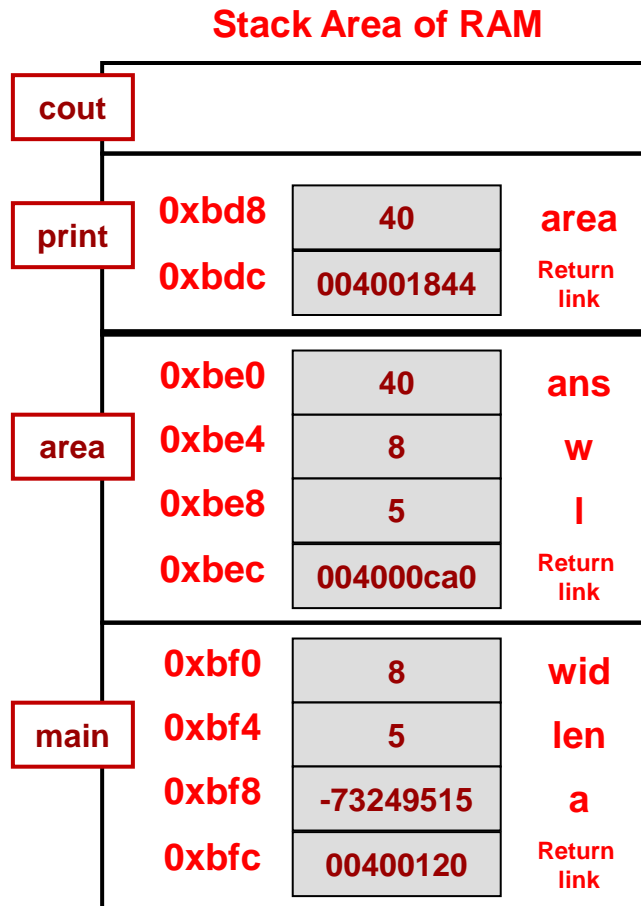 Stack Area of RAM
cout
print
0xbd8 40 area
0xbdc 004001844 Return
link
area
0xbe0 40 ans
0xbe4 8 w
0xbe8 5 l
0xbec 004000ca0 Return
link
main
0xbf0 8 wid
0xbf4 5 len
0xbf8 -73249515 a
0xbfc 00400120 Return
link